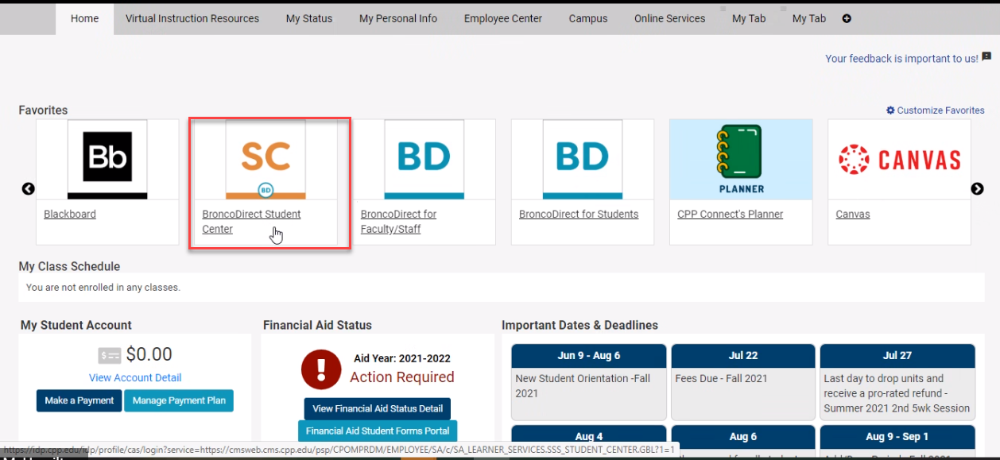 Home Virtual Instruction Resources My Status My Personal Info Employee Center Campus Online Services My Tab My Tab
Your feedback is important to us!
Favorites
Customize Favorites
Bb
SC
BD
BD
BD
PLANNER
CANVAS
Blackboard
BroncoDirect Student
Center
BroncoDirect for
Faculty/Staff
BroncoDirect for Students
CPP Connect's Planner
Canvas
My Class Schedule
You are not enrolled in any classes.
My Student Account
$0.00
View Account Detail
Make a Payment
Manage Payment Plan
Financial Aid Status
!
Aid Year: 2021-2022
Action Required
View Financial Aid Status Detail
Financial Aid Student Forms Portal
Important Dates & Deadlines
Jun 9 - Aug 6
New Student Orientation -Fall
2021
Jul 22
Fees Due - Fall 2021
Jul 27
Last day to drop units and
receive a pro-rated refund -
Summer 2021 2nd 5wk Session
Aug 4
Aug 6
Aug 9 - Sep 1
https://idp.cpp.edu/idp/profile/cas/login?service=https://cmsweb.cms.cpp.edu/psp/CPOMPRDM/EMPLOYEE/SA/c/SA_LEARNER_SERVICES.SSS_STUDENT_CENTER.GBL?1=1